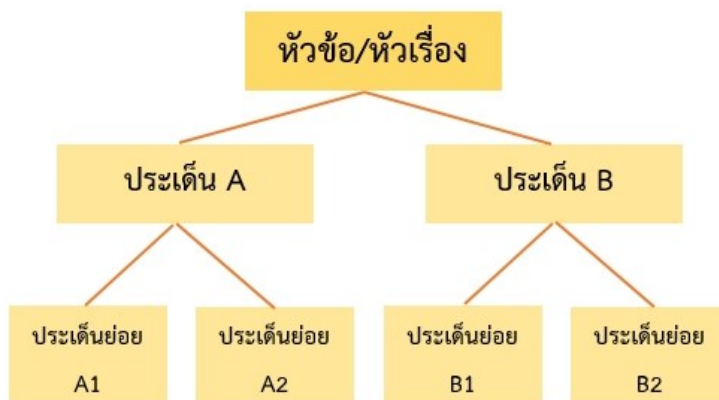 หัวข้อ/หัวเรื่อง
ประเด็น A
ประเด็น B
ประเด็นย่อย
A1
ประเด็นย่อย
A2
ประเด็นย่อย
B1
ประเด็นย่อย
B2